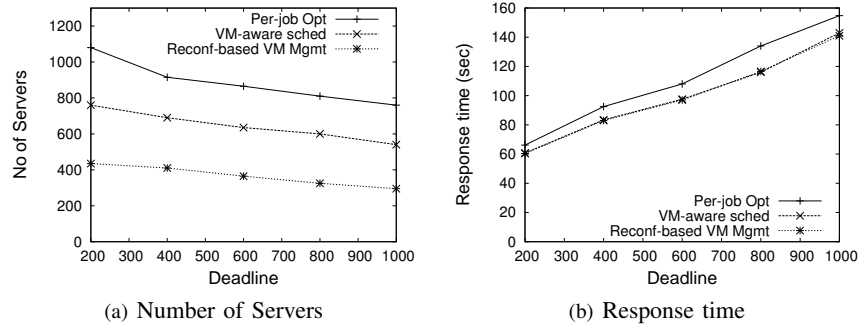 No of Servers
1200
1000
800
600
400
200
0
Per-job Opt
VM-aware sched
Reconf-based VM Mgmt
200 300 400 500 600 700 800 900 1000
Deadline
(a) Number of Servers
Response time (sec)
160
140
120
100
80
60
40
20
0
Per-job Opt
VM-aware sched
Reconf-based VM Mgmt
200 300 400 500 600 700 800 900 1000
Deadline
(b) Response time